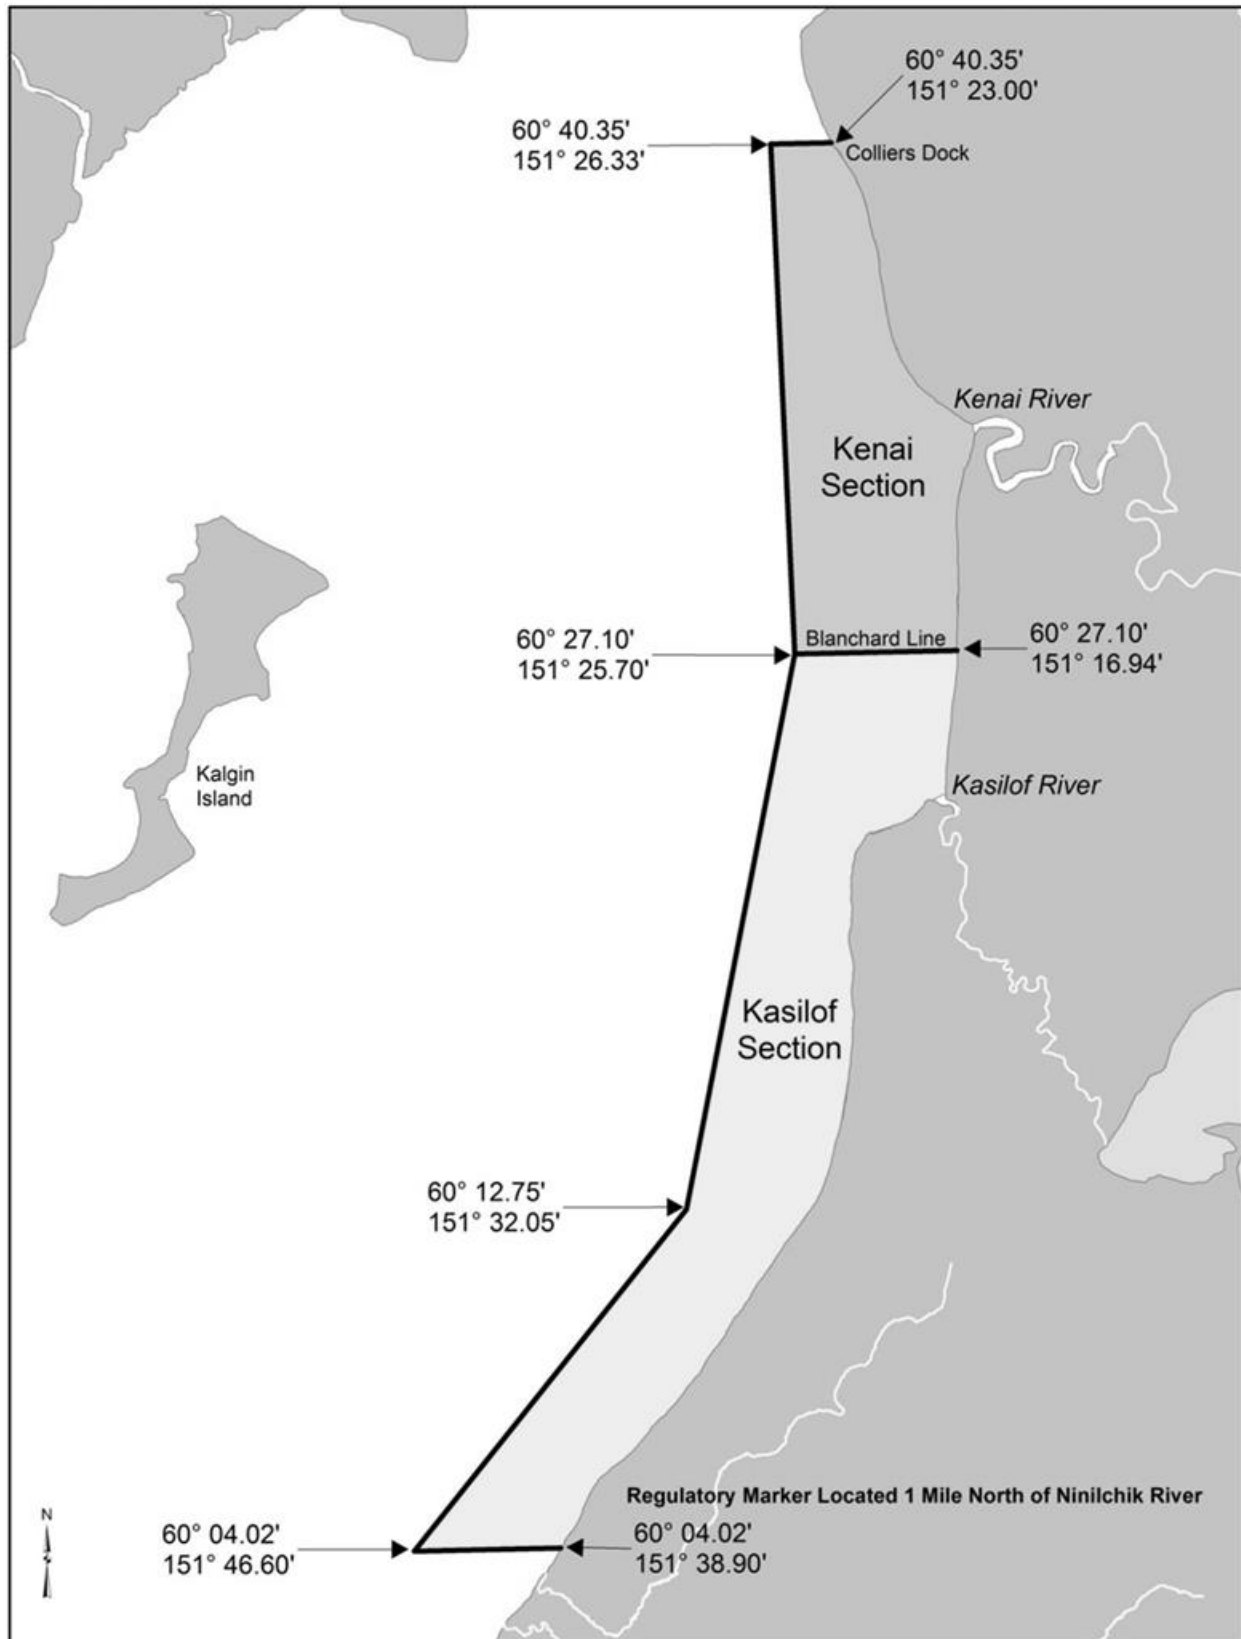 60° 40.35'
151° 23.00'
60° 40.35'
151° 26.33'
Colliers Dock
Kenai River
Kenai
Section
Blanchard Line
60° 27.10'
151° 25.70'
60° 27.10'
151° 16.94'
Kalgin
Island
Kasilof River
Kasilof
Section
60° 12.75'
151° 32.05'
Regulatory Marker Located 1 Mile North of Ninilchik River
N
60° 04.02'
151° 46.60'
60° 04.02'
151° 38.90'